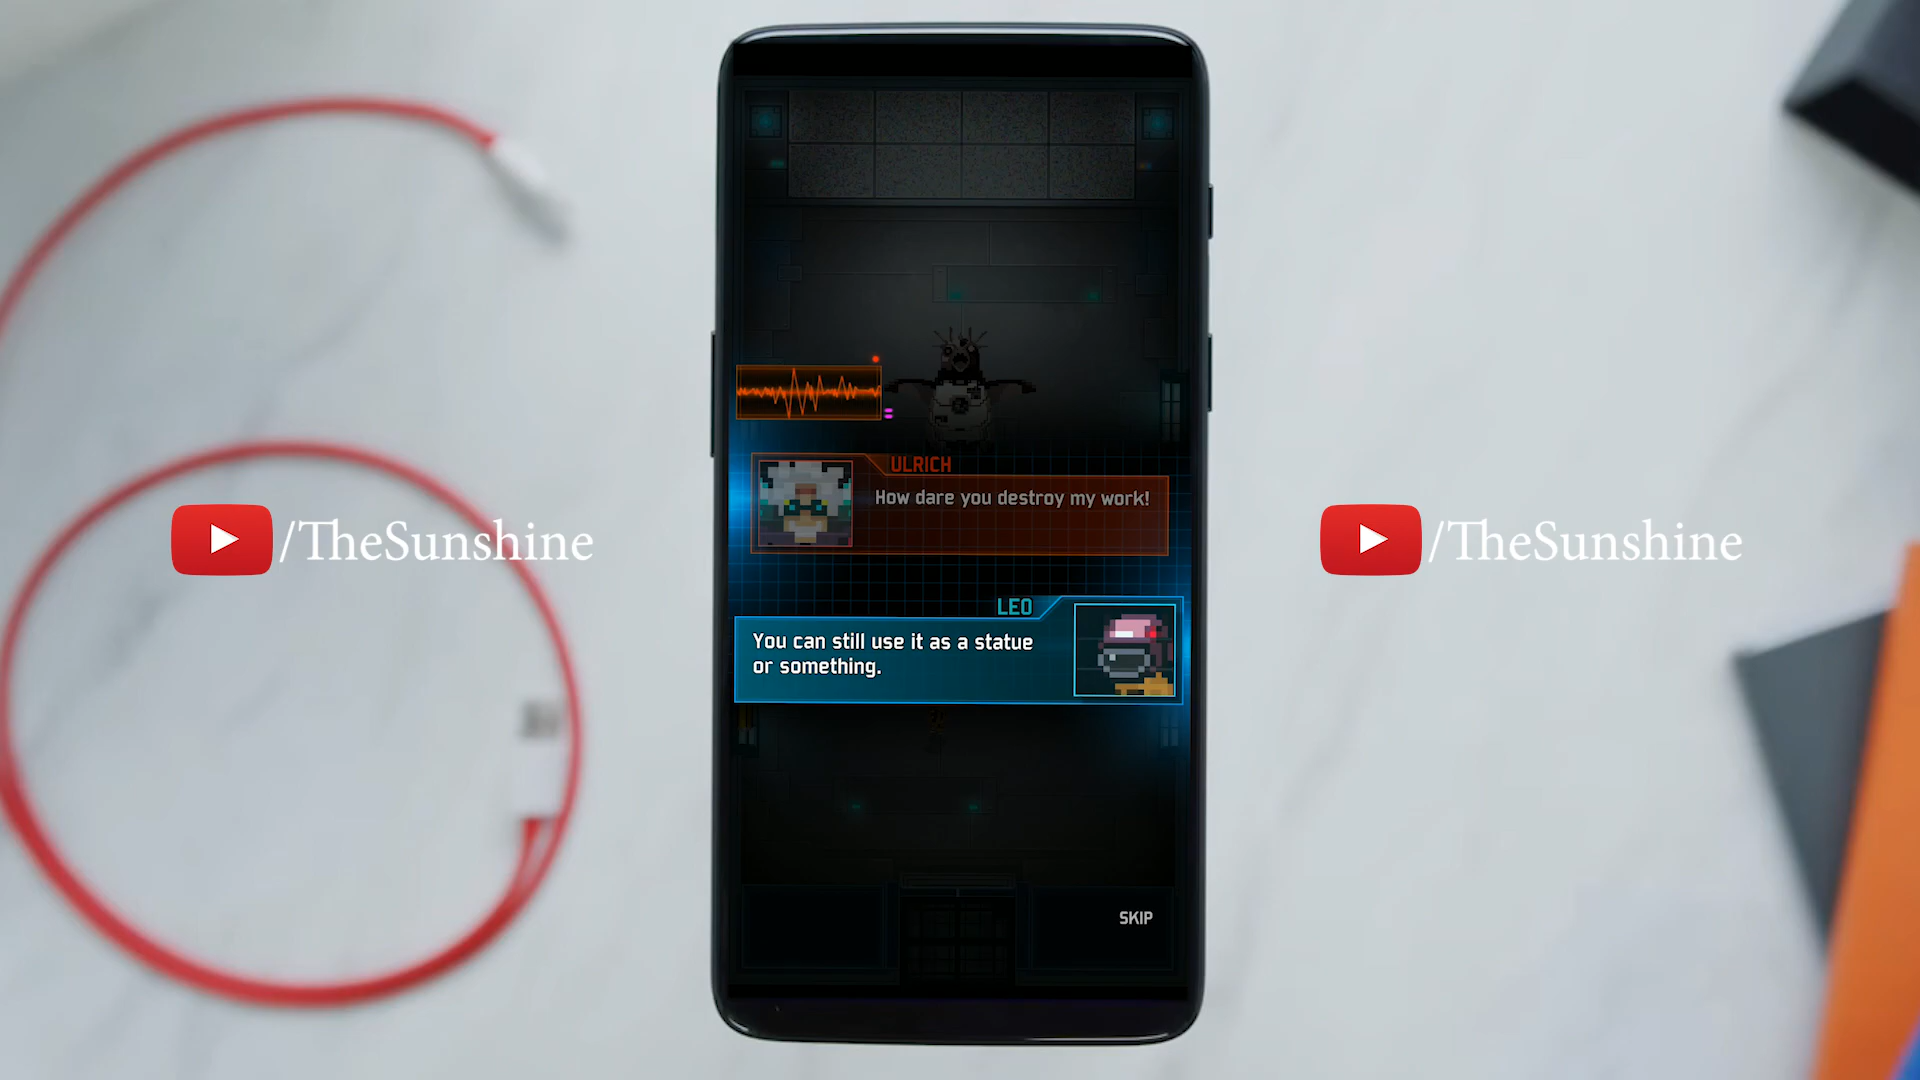 ULRICH
How dare you destroy my work!
/TheSunshine
/TheSunshine
LEO
You can still use it as a statue
or something.
SKIP